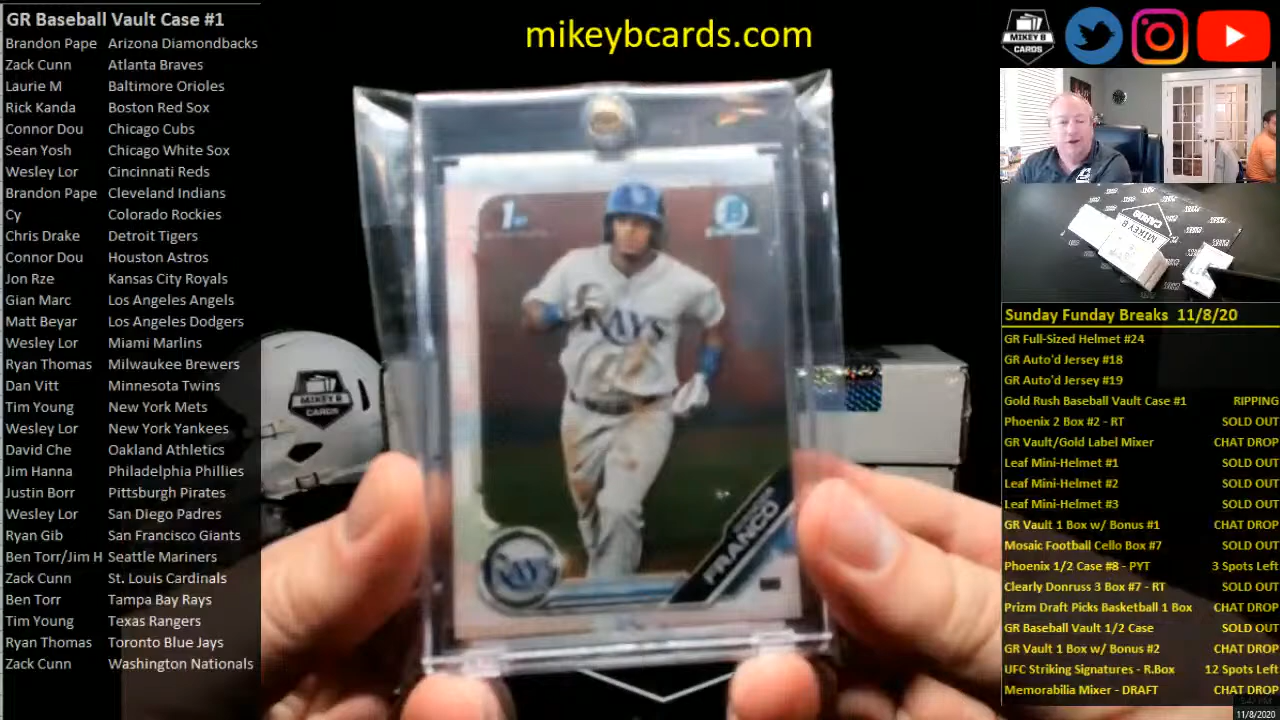 GR Baseball Vault Case #1
Brandon Pape Arizona Diamondbacks
Zack Cunn Atlanta Braves
Laurie M Baltimore Orioles
Rick Kanda Boston Red Sox
Connor Dou Chicago Cubs
Sean Yosh Chicago White Sox
Wesley Lor Cincinnati Reds
Brandon Pape Cleveland Indians
Cy Colorado Rockies
Chris Drake Detroit Tigers
Connor Dou Houston Astros
Jon Rze Kansas City Royals
Gian Marc Los Angeles Angels
Matt Beyar Los Angeles Dodgers
Wesley Lor Miami Marlins
Ryan Thomas Milwaukee Brewers
Dan Vitt Minnesota Twins
Tim Young New York Mets
Wesley Lor New York Yankees
David Che Oakland Athletics
Jim Hanna Philadelphia Phillies
Justin Borr Pittsburgh Pirates
Wesley Lor San Diego Padres
Ryan Gib San Francisco Giants
Ben Torr/Jim H Seattle Mariners
Zack Cunn St. Louis Cardinals
Ben Torr Tampa Bay Rays
Tim Young Texas Rangers
Ryan Thomas Toronto Blue Jays
Zack Cunn Washington Nationals
mikeybcards.com
1st
B
RAYS
FRANCO
MIKEY B
CARDS
MIKEY B
CARDS
MIKEY B
CARDS
Sunday Funday Breaks 11/8/20
GR Full-Sized Helmet #24
GR Auto'd Jersey #18
GR Auto'd Jersey #19
Gold Rush Baseball Vault Case #1 RIPPING
Phoenix 2 Box #2 - RT SOLD OUT
GR Vault/Gold Label Mixer CHAT DROP
Leaf Mini-Helmet #1 SOLD OUT
Leaf Mini-Helmet #2 SOLD OUT
Leaf Mini-Helmet #3 SOLD OUT
GR Vault 1 Box w/ Bonus #1 CHAT DROP
Mosaic Football Cello Box #7 SOLD OUT
Phoenix 1/2 Case #8 - PYT 3 Spots Left
Clearly Donruss 3 Box #7 - RT SOLD OUT
Prizm Draft Picks Basketball 1 Box CHAT DROP
GR Baseball Vault 1/2 Case SOLD OUT
GR Vault 1 Box w/ Bonus #2 CHAT DROP
UFC Striking Signatures - R.Box 12 Spots Left
Memorabilia Mixer - DRAFT CHAT DROP
11/8/2020